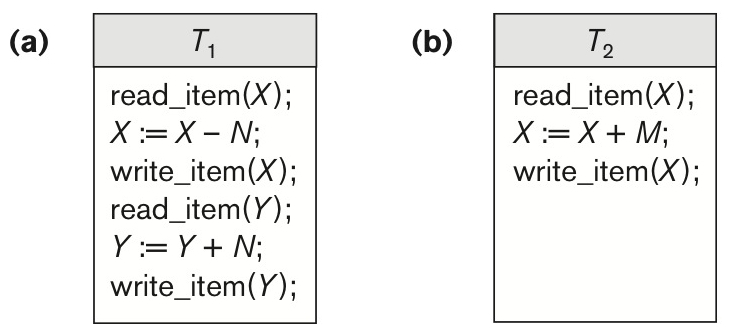 (a)
T1
read_item(X);
X := X – N;
write_item(X);
read_item(Y);
Y := Y + N;
write_item(Y);
(b)
T2
read_item(X);
X := X + M;
write_item(X);